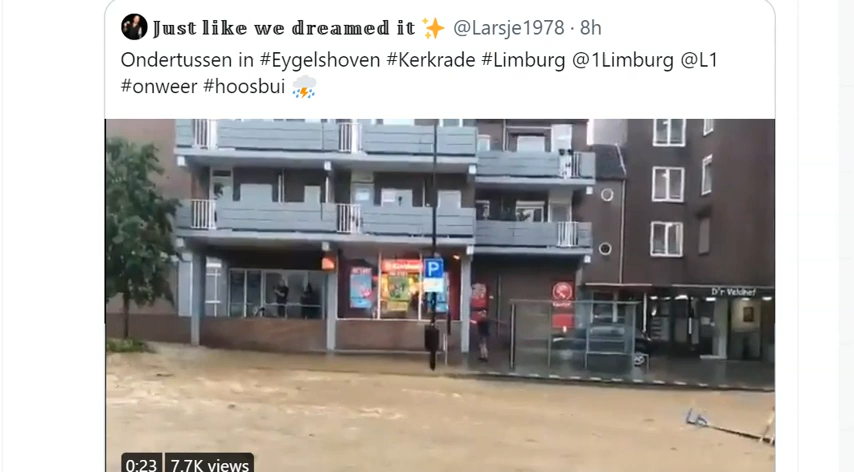 𝕁𝕦𝕤𝕥 𝕝𝕚𝕜𝕖 𝕨𝕖 𝕕𝕣𝕖𝕒𝕞𝕖𝕕 𝕚𝕥 ✨ @Larsje1978 · 8h
Ondertussen in #Eygelshoven #Kerkrade #Limburg @1Limburg @L1
#onweer #hoosbui ⛈️
P
0:23 7.7K views